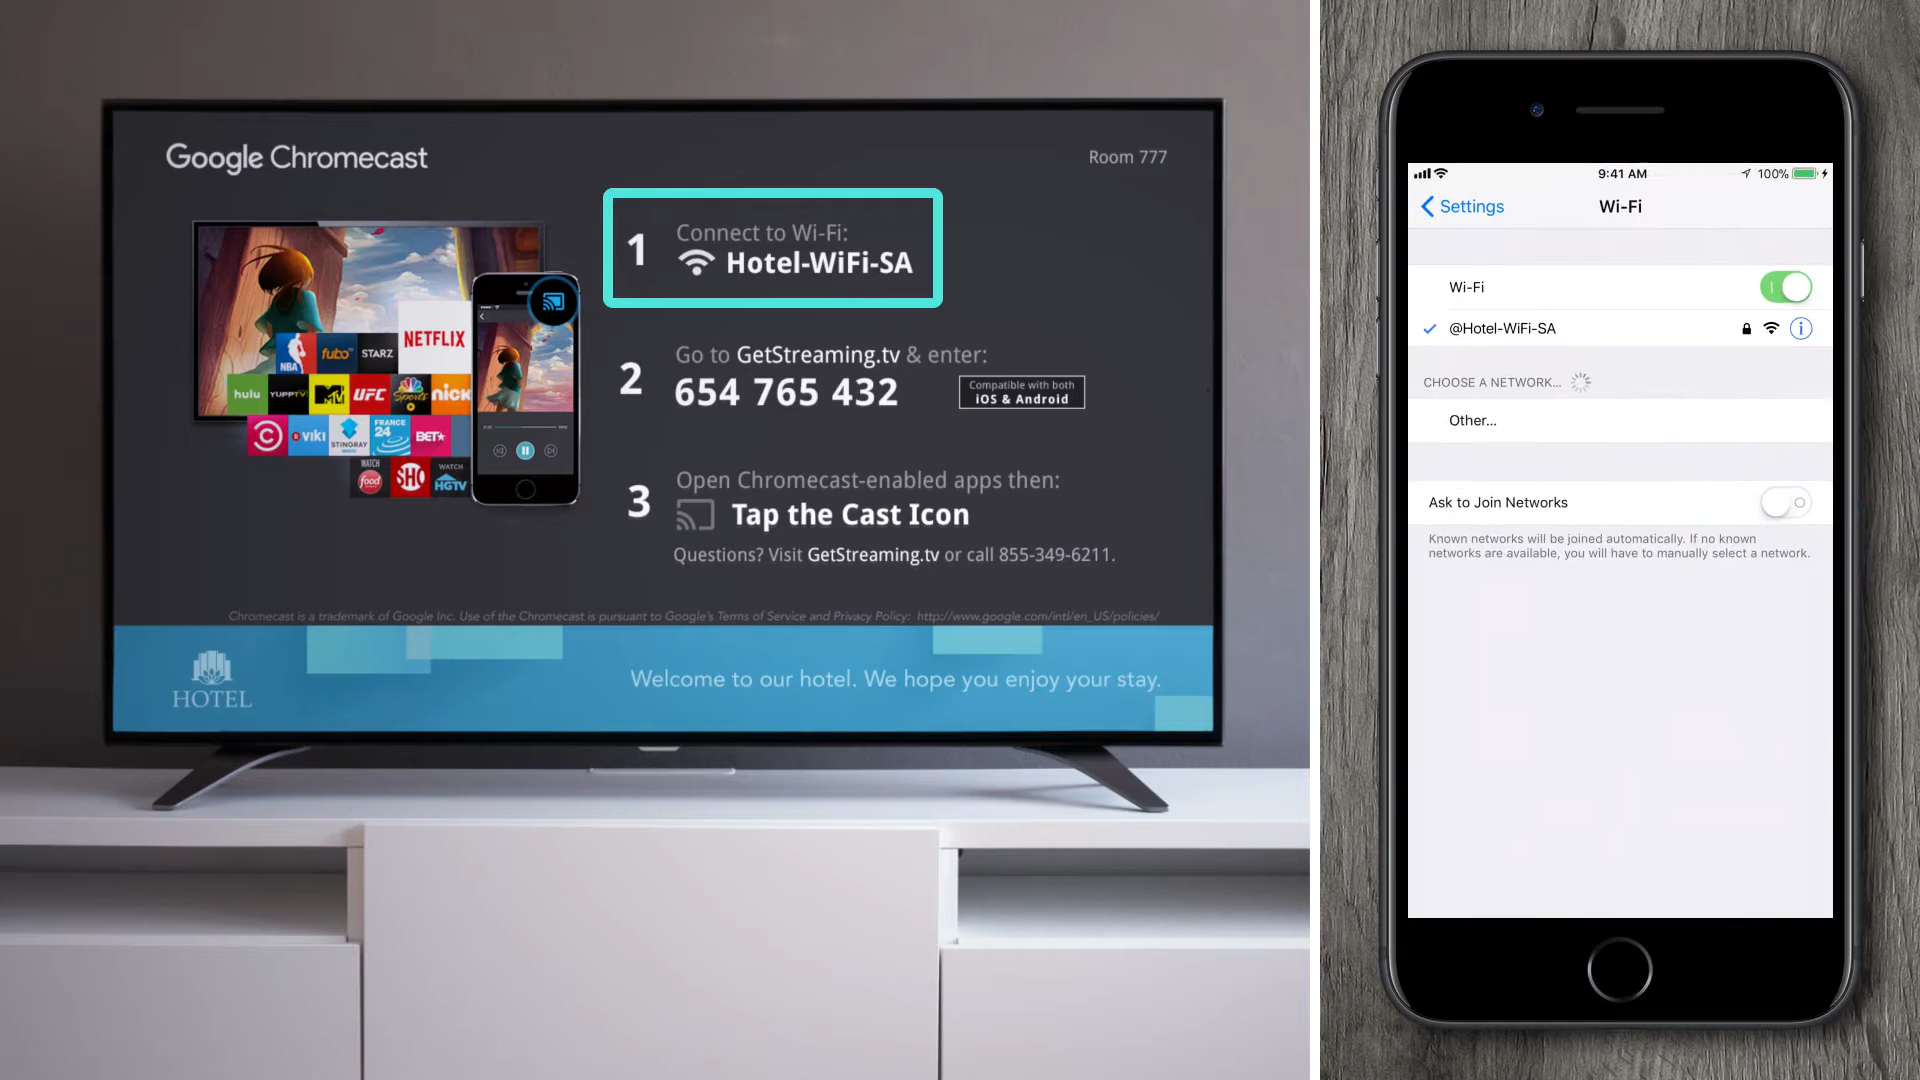 Google Chromecast
Room 777
1
Connect to Wi-Fi:
Hotel-WiFi-SA
NETFLIX
NBA
fubo TV
STARZ
hulu
YUPPTV
MTV
UFC
Sports
nick
C
viki
STINGRAY
FRANCE
24
BET★
WATCH
food
SHO
WATCH
HGTV
2
Go to GetStreaming.tv & enter:
654 765 432
Compatible with both
iOS & Android
3
Open Chromecast-enabled apps then:
Tap the Cast Icon
Questions? Visit GetStreaming.tv or call 855-349-6211.
Chromecast is a trademark of Google Inc. Use of the Chromecast is pursuant to Google's Terms of Service and Privacy Policy: http://www.google.com/intl/en_US/policies/
HOTEL
Welcome to our hotel. We hope you enjoy your stay.
9:41 AM
100%
Settings
Wi-Fi
Wi-Fi
@Hotel-WiFi-SA
CHOOSE A NETWORK...
Other...
Ask to Join Networks
Known networks will be joined automatically. If no known
networks are available, you will have to manually select a network.